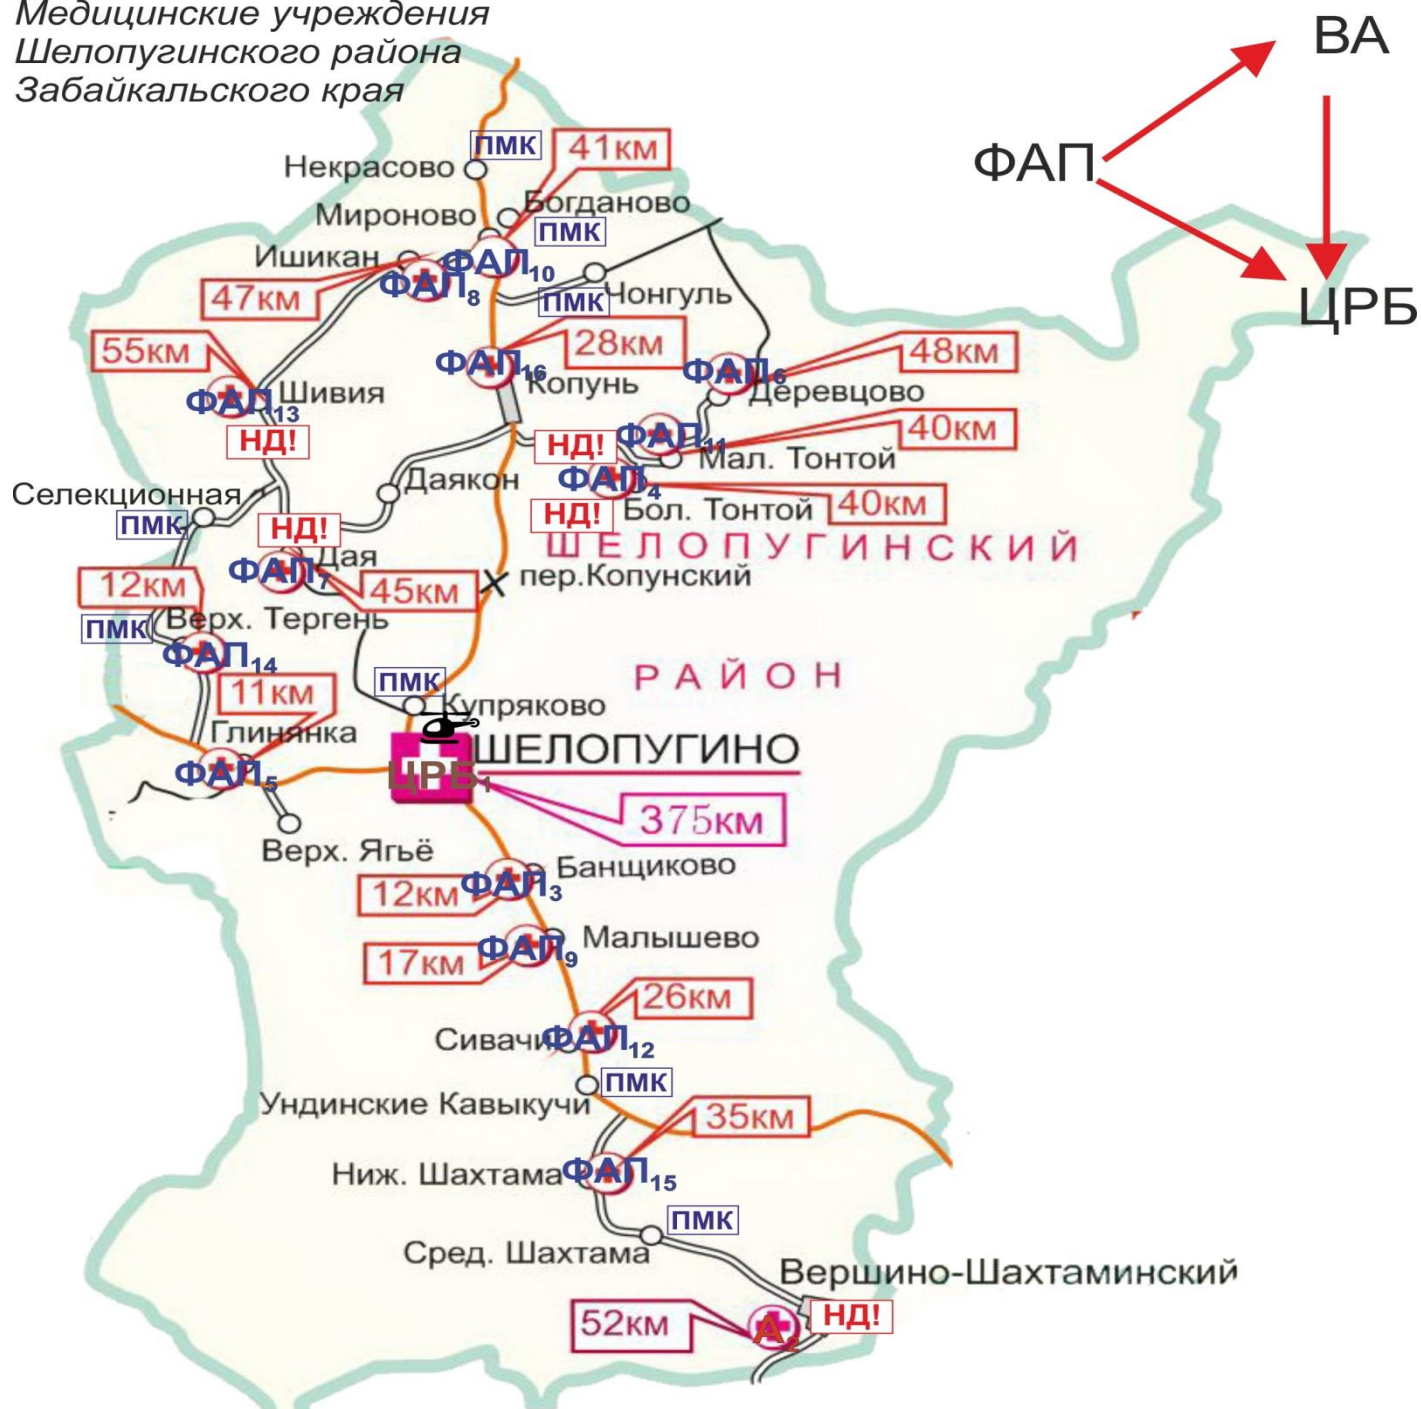 Медицинские учреждения
Шелопугинского района
Забайкальского края
ВА
ФАП
ЦРБ
ПМК
41км
Некрасово
Богданово
Мироново
ПМК
Ишикан
ФАП10
ФАП8
47км
Чонгуль
ПМК
55км
28км
48км
ФАП16
ФАП6
Копунь
Деревцово
Шивия
ФАП13
40км
НД!
НД!
ФАП11
Мал. Тонтой
Даякон
ФАП4
40км
Селекционная
ПМК
НД!
НД!
Бол. Тонтой
ШЕЛОПУГИНСКИЙ
Дая
ФАП7
45км
пер.Копунский
12км
Верх. Тергень
ПМК
ФАП14
РАЙОН
11км
ПМК
Купряково
Глинянка
ШЕЛОПУГИНО
ФАП5
ЦРБ1
375км
Верх. Ягьё
Банщиково
12км
ФАП3
Малышево
17км
ФАП9
26км
Сивачи
ФАП12
ПМК
Ундинские Кавыкучи
35км
Ниж. Шахтама
ФАП15
ПМК
Сред. Шахтама
Вершино-Шахтаминский
52км
А2
НД!